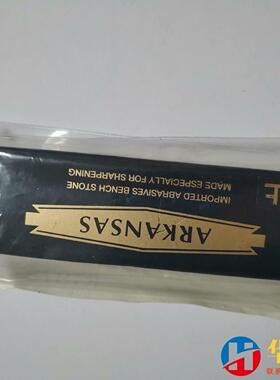 ARKANSAS
IMPORTED ABRASIVES BENCH STONE
MADE ESPECIALLY FOR SHARPENING